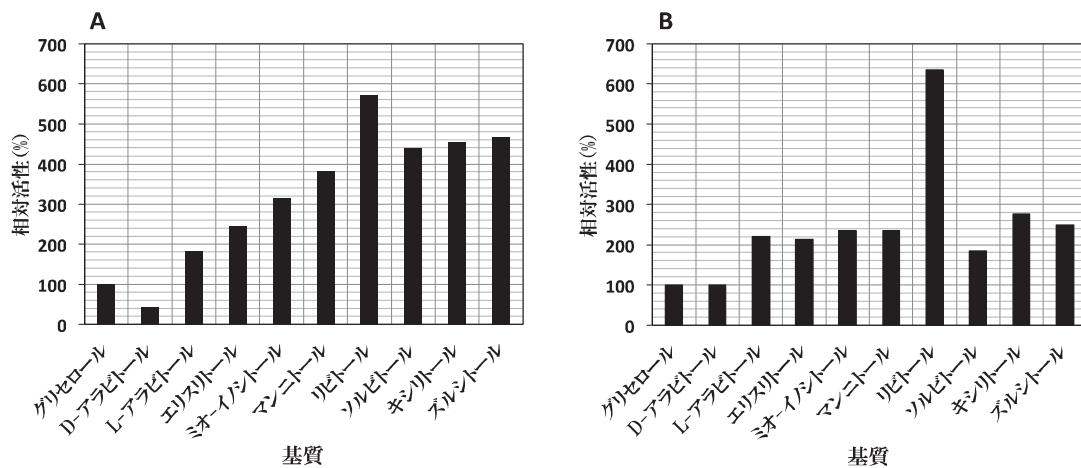 A
700
600
500
400
300
200
100
0
相対活性(%)
グリセロール
D-アラビトール
L-アラビトール
エリスリトール
ミオ-イノシトール
マンニトール
リビトール
ソルビトール
キシリトール
ズルシトール
基質
B
700
600
500
400
300
200
100
0
相対活性(%)
グリセロール
D-アラビトール
L-アラビトール
エリスリトール
ミオ-イノシトール
マンニトール
リビトール
ソルビトール
キシリトール
ズルシトール
基質